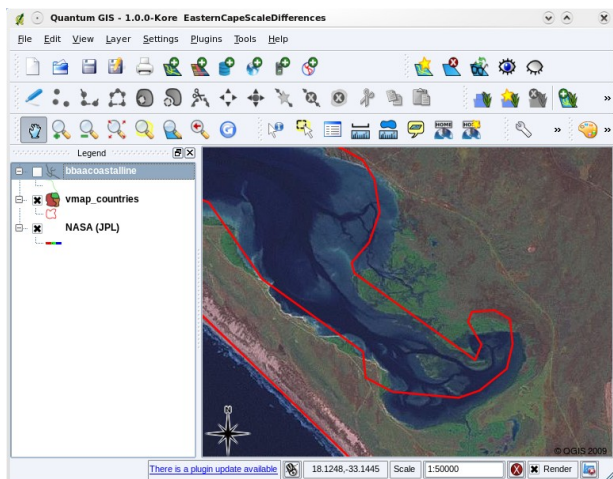 Quantum GIS - 1.0.0-Kore EasternCapeScaleDifferences
File Edit View Layer Settings Plugins Tools Help
Legend
bbaacoastalline
vmap_countries
NASA (JPL)
© QGIS 2009
There is a plugin update available 18.1248,-33.1445 Scale 1:50000 Render